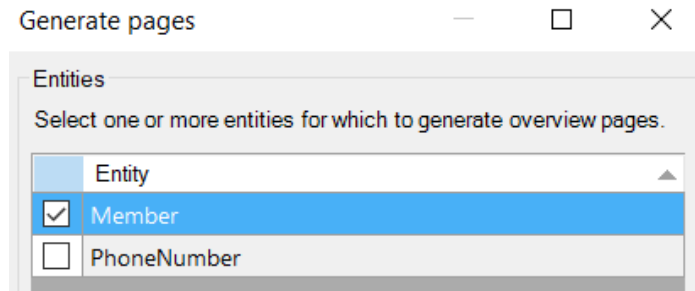 Generate pages
Entities
Select one or more entities for which to generate overview pages.
Entity
Member
PhoneNumber